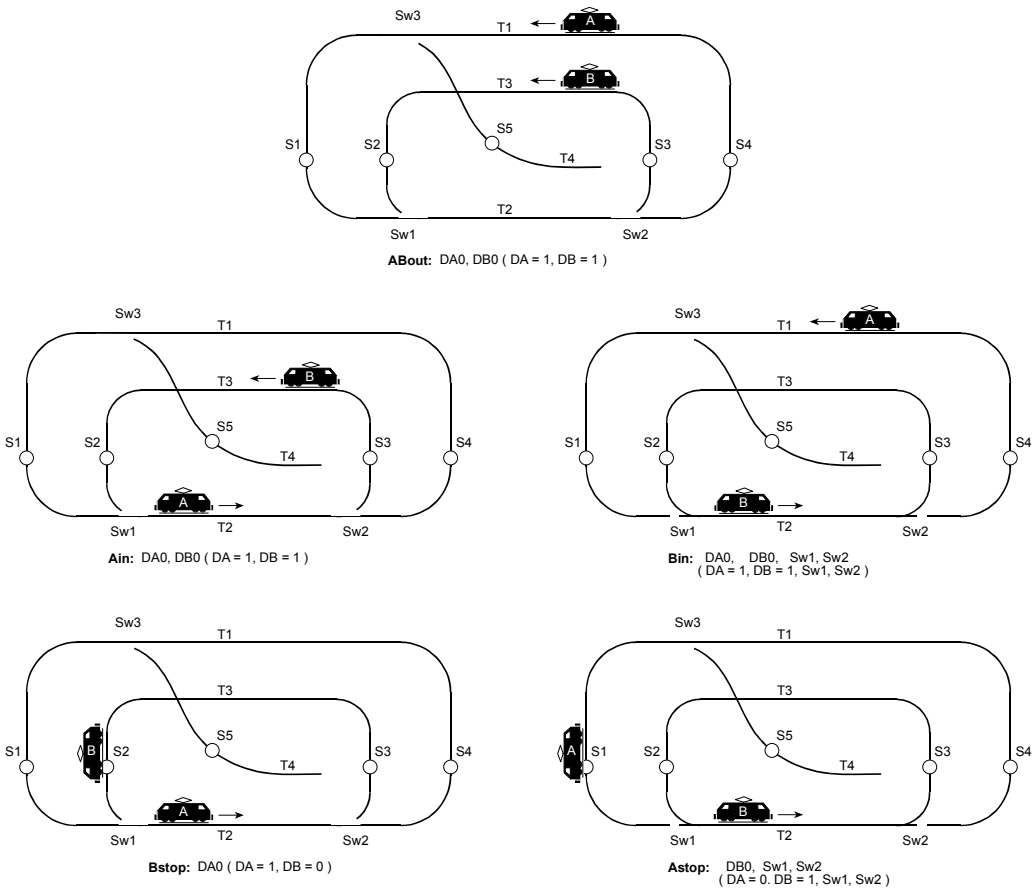 Sw3
T1
A
T3
B
S5
S1
S2
T4
S3
S4
T2
Sw1
Sw2
ABout: DA0, DB0 ( DA = 1, DB = 1 )
Sw3
T1
T3
B
S5
S1
S2
T4
S3
S4
A
Sw1
T2
Sw2
Ain: DA0, DB0 ( DA = 1, DB = 1 )
Sw3
T1
A
T3
S5
S1
S2
T4
S3
S4
B
Sw1
T2
Sw2
Bin: DA0, DB0, Sw1, Sw2
( DA = 1, DB = 1, Sw1, Sw2 )
Sw3
T1
T3
S5
S1
B
S2
T4
S3
S4
A
Sw1
T2
Sw2
Bstop: DA0 ( DA = 1, DB = 0 )
Sw3
T1
T3
S5
A
S1
S2
T4
S3
S4
B
Sw1
T2
Sw2
Astop: DB0, Sw1, Sw2
( DA = 0. DB = 1, Sw1, Sw2 )